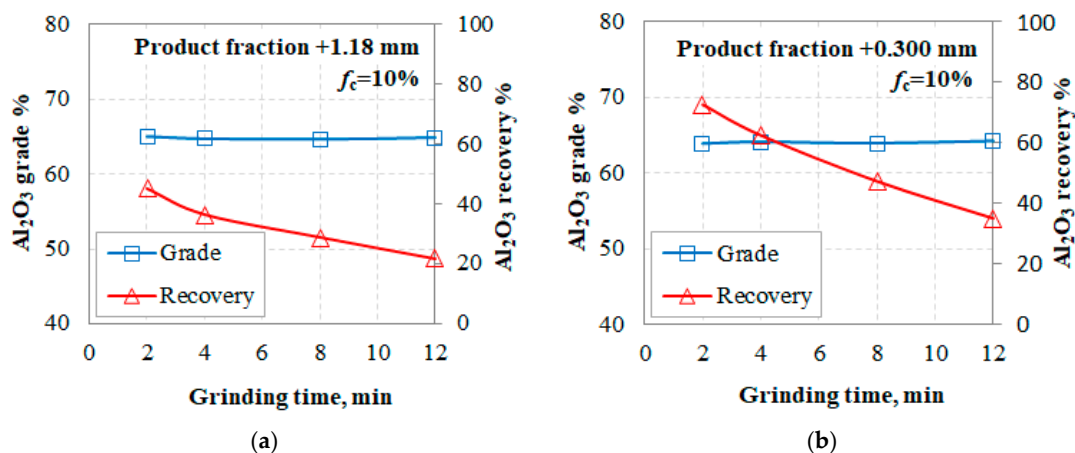 80
70
60
50
40
Al₂O₃ grade %
Product fraction +1.18 mm
f_c=10%
Grade
Recovery
100
80
60
40
20
0
Al₂O₃ recovery %
0 2 4 6 8 10 12
Grinding time, min
(a)
80
70
60
50
40
Al₂O₃ grade %
Product fraction +0.300 mm
f_c=10%
Grade
Recovery
100
80
60
40
20
0
Al₂O₃ recovery %
0 2 4 6 8 10 12
Grinding time, min
(b)